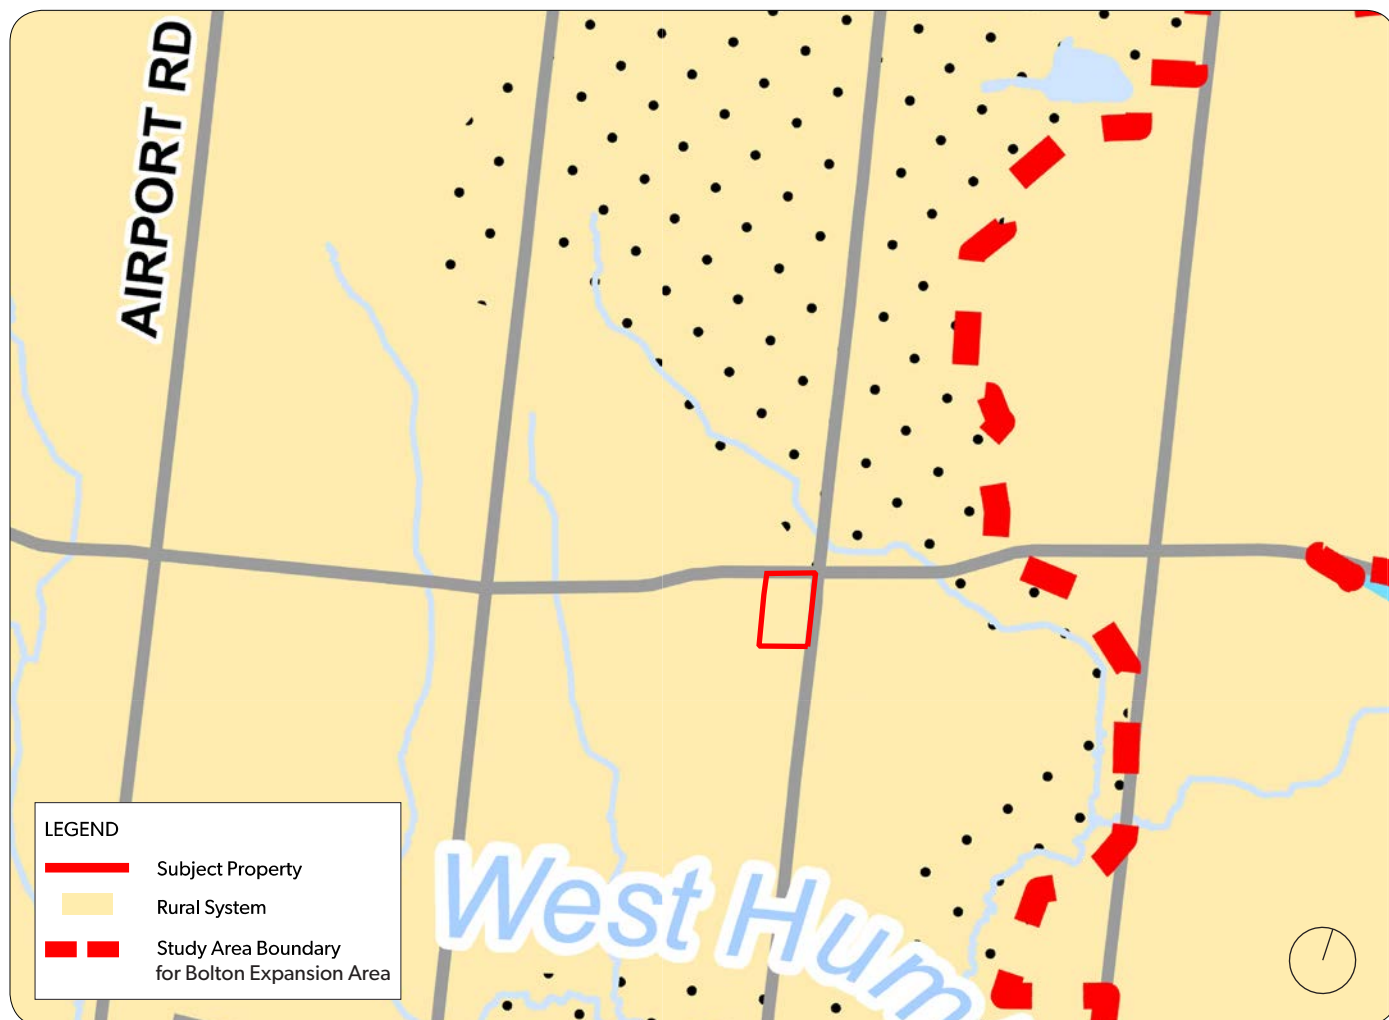 AIRPORT RD
West Hum
LEGEND
Subject Property
Rural System
Study Area Boundary
for Bolton Expansion Area